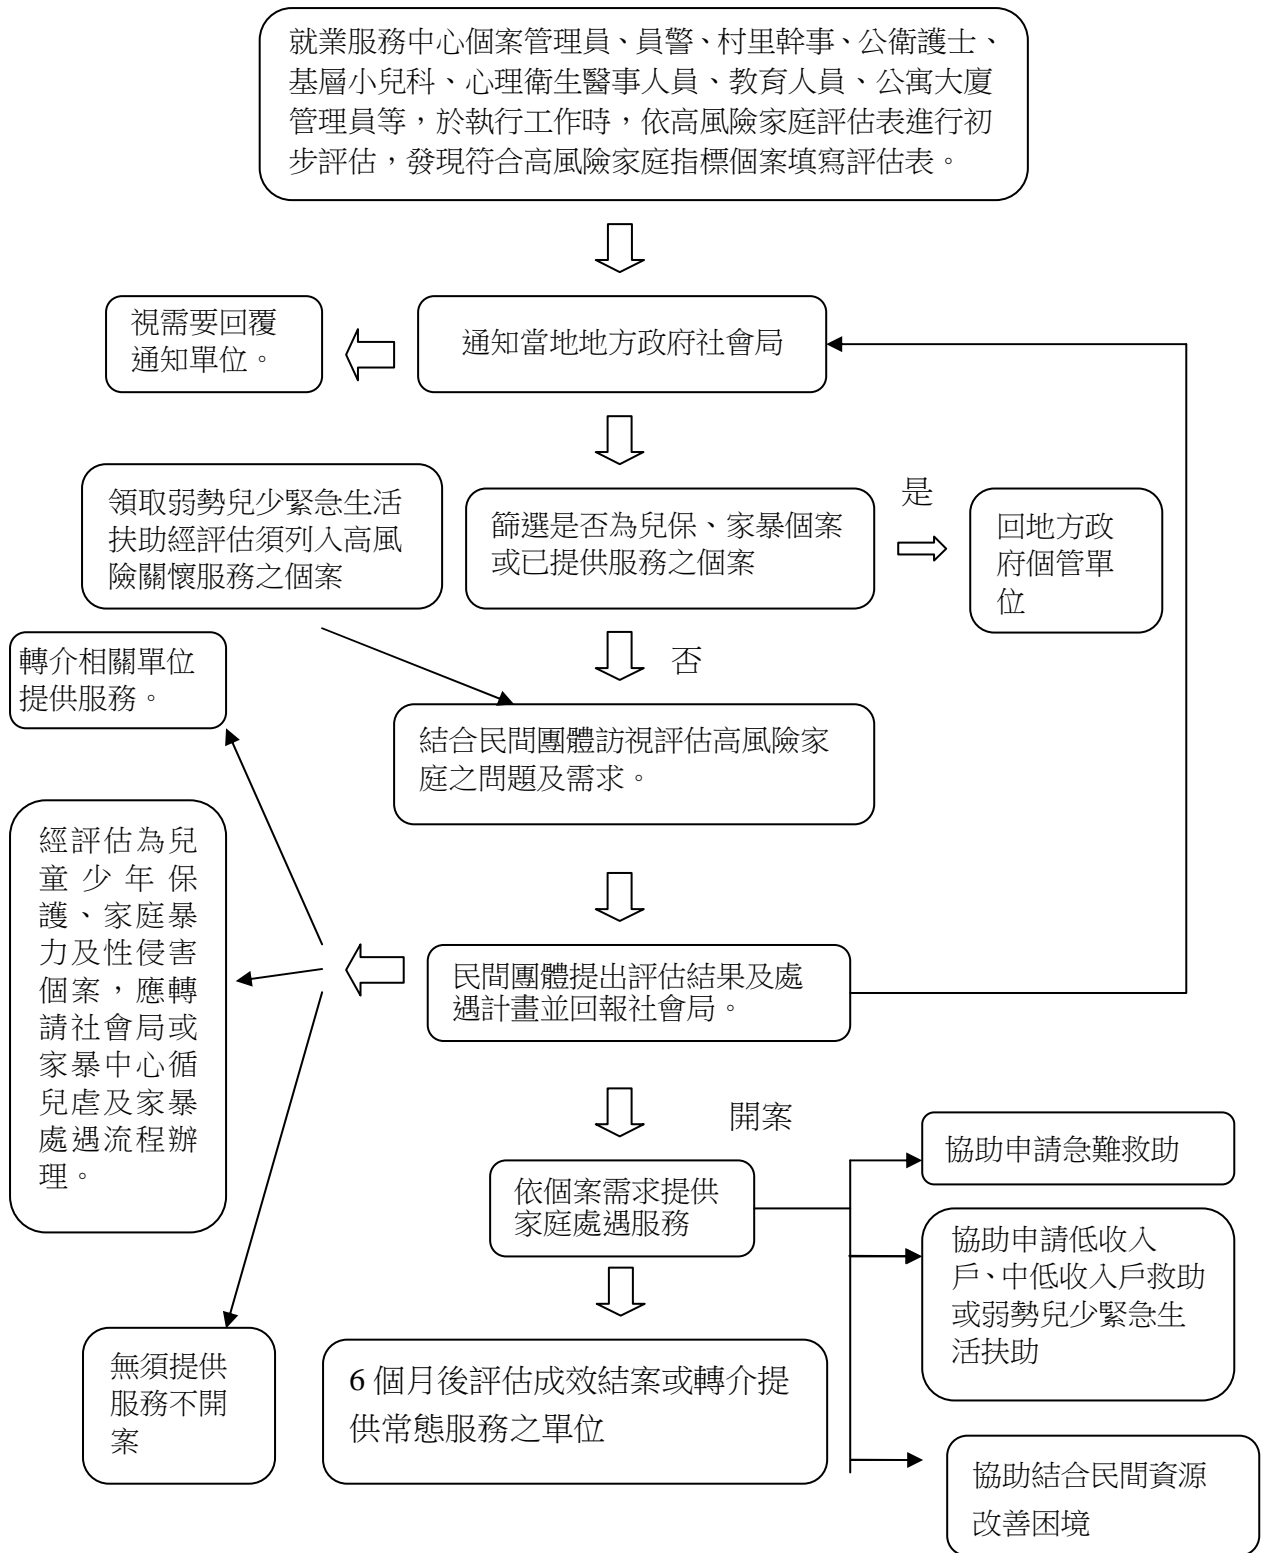 就業服務中心個案管理員、員警、村里幹事、公衛護士、
基層小兒科、心理衛生醫事人員、教育人員、公寓大廈
管理員等，於執行工作時，依高風險家庭評估表進行初
步評估，發現符合高風險家庭指標個案填寫評估表。
視需要回覆
通知單位。
通知當地地方政府社會局
領取弱勢兒少緊急生活
扶助經評估須列入高風
險關懷服務之個案
篩選是否為兒保、家暴個案
或已提供服務之個案
是
回地方政
府個管單
位
否
轉介相關單位
提供服務。
結合民間團體訪視評估高風險家
庭之問題及需求。
經評估為兒
童少年保
護、家庭暴
力及性侵害
個案，應轉
請社會局或
家暴中心循
兒虐及家暴
處遇流程辦
理。
民間團體提出評估結果及處
遇計畫並回報社會局。
開案
依個案需求提供
家庭處遇服務
協助申請急難救助
協助申請低收入
戶、中低收入戶救助
或弱勢兒少緊急生
活扶助
無須提供
服務不開
案
6 個月後評估成效結案或轉介提
供常態服務之單位
協助結合民間資源
改善困境